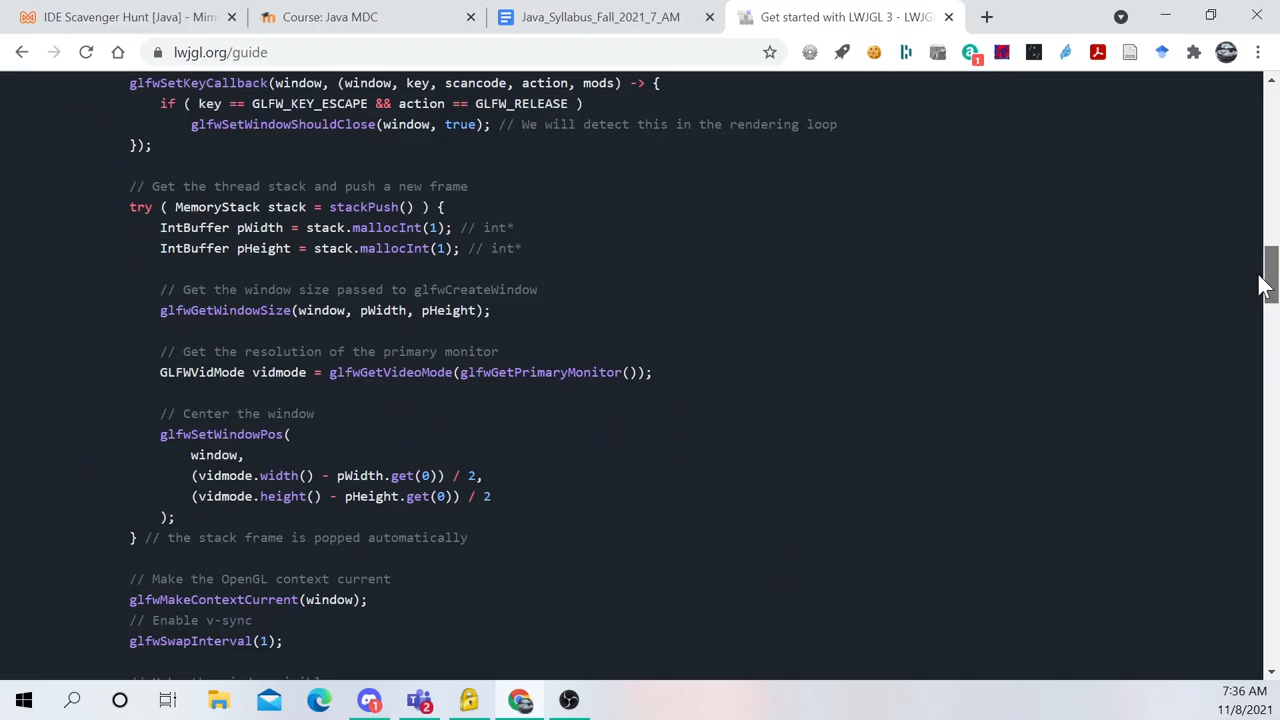 IDE Scavenger Hunt [Java] - Mim
Course: Java MDC
Java_Syllabus_Fall_2021_7_AM
Get started with LWJGL 3 - LWJG
lwjgl.org/guide
1
glfwSetKeyCallback(window, (window, key, scancode, action, mods) -> {
if ( key == GLFW_KEY_ESCAPE && action == GLFW_RELEASE )
glfwSetWindowShouldClose(window, true); // We will detect this in the rendering loop
});
// Get the thread stack and push a new frame
try ( MemoryStack stack = stackPush() ) {
IntBuffer pWidth = stack.mallocInt(1); // int*
IntBuffer pHeight = stack.mallocInt(1); // int*
// Get the window size passed to glfwCreateWindow
glfwGetWindowSize(window, pWidth, pHeight);
// Get the resolution of the primary monitor
GLFWVidMode vidmode = glfwGetVideoMode(glfwGetPrimaryMonitor());
// Center the window
glfwSetWindowPos(
window,
(vidmode.width() - pWidth.get(0)) / 2,
(vidmode.height() - pHeight.get(0)) / 2
);
} // the stack frame is popped automatically
// Make the OpenGL context current
glfwMakeContextCurrent(window);
// Enable v-sync
glfwSwapInterval(1);
1
2
7:36 AM
11/8/2021